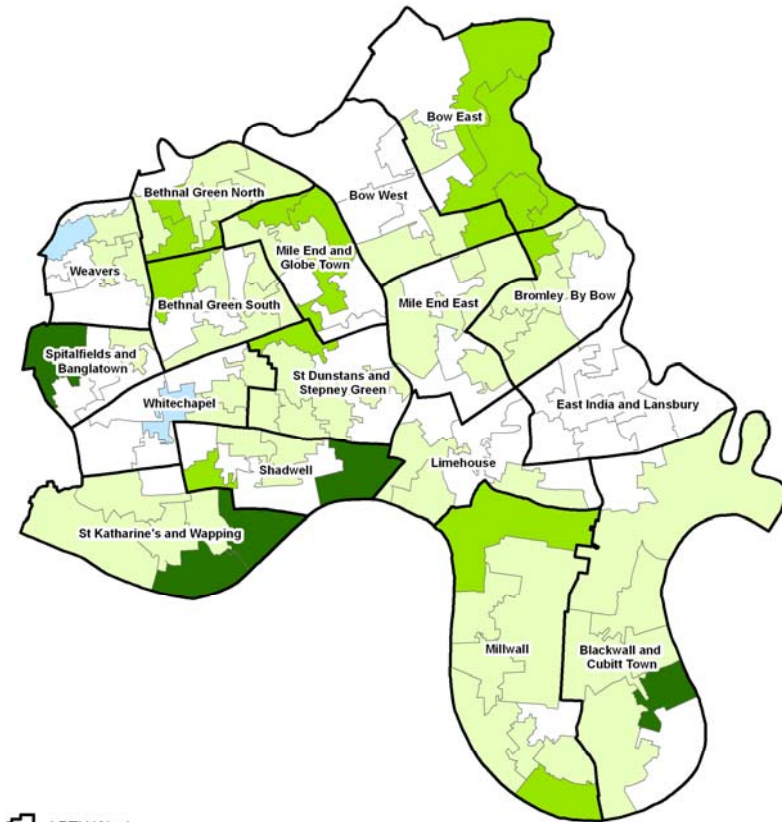 Bow East
Bethnal Green North
Bow West
Weavers
Mile End and
Globe Town
Bethnal Green South
Mile End East
Bromley By Bow
Spitalfields and
Banglatown
St Dunstans and
Stepney Green
Whitechapel
East India and Lansbury
Limehouse
Shadwell
St Katharine's and Wapping
Millwall
Blackwall and
Cubitt Town